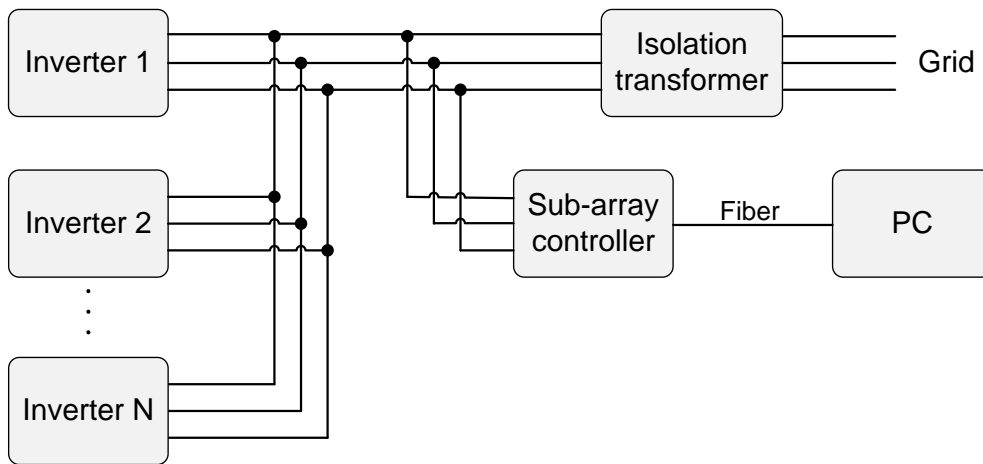 Inverter 1
Isolation
transformer
Grid
Inverter 2
Sub-array
controller
Fiber
PC
Inverter N